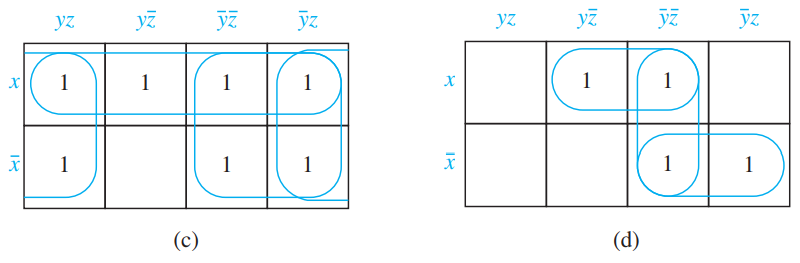 yz yz̄ ȳz̄ ȳz
x 1 1 1 1
x̄ 1 1 1
(c)
yz yz̄ ȳz̄ ȳz
x 1 1
x̄ 1 1
(d)